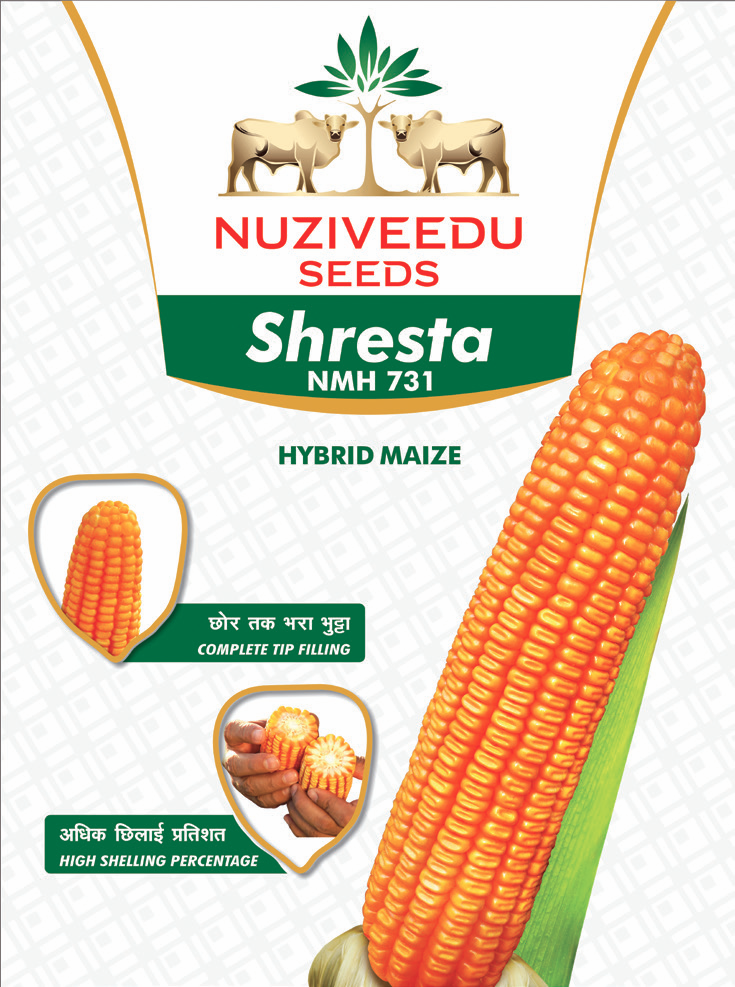 NUZIVEEDU
SEEDS
Shresta
NMH 731
HYBRID MAIZE
छोर तक भरा भुट्टा
COMPLETE TIP FILLING
अधिक छिलाई प्रतिशत
HIGH SHELLING PERCENTAGE